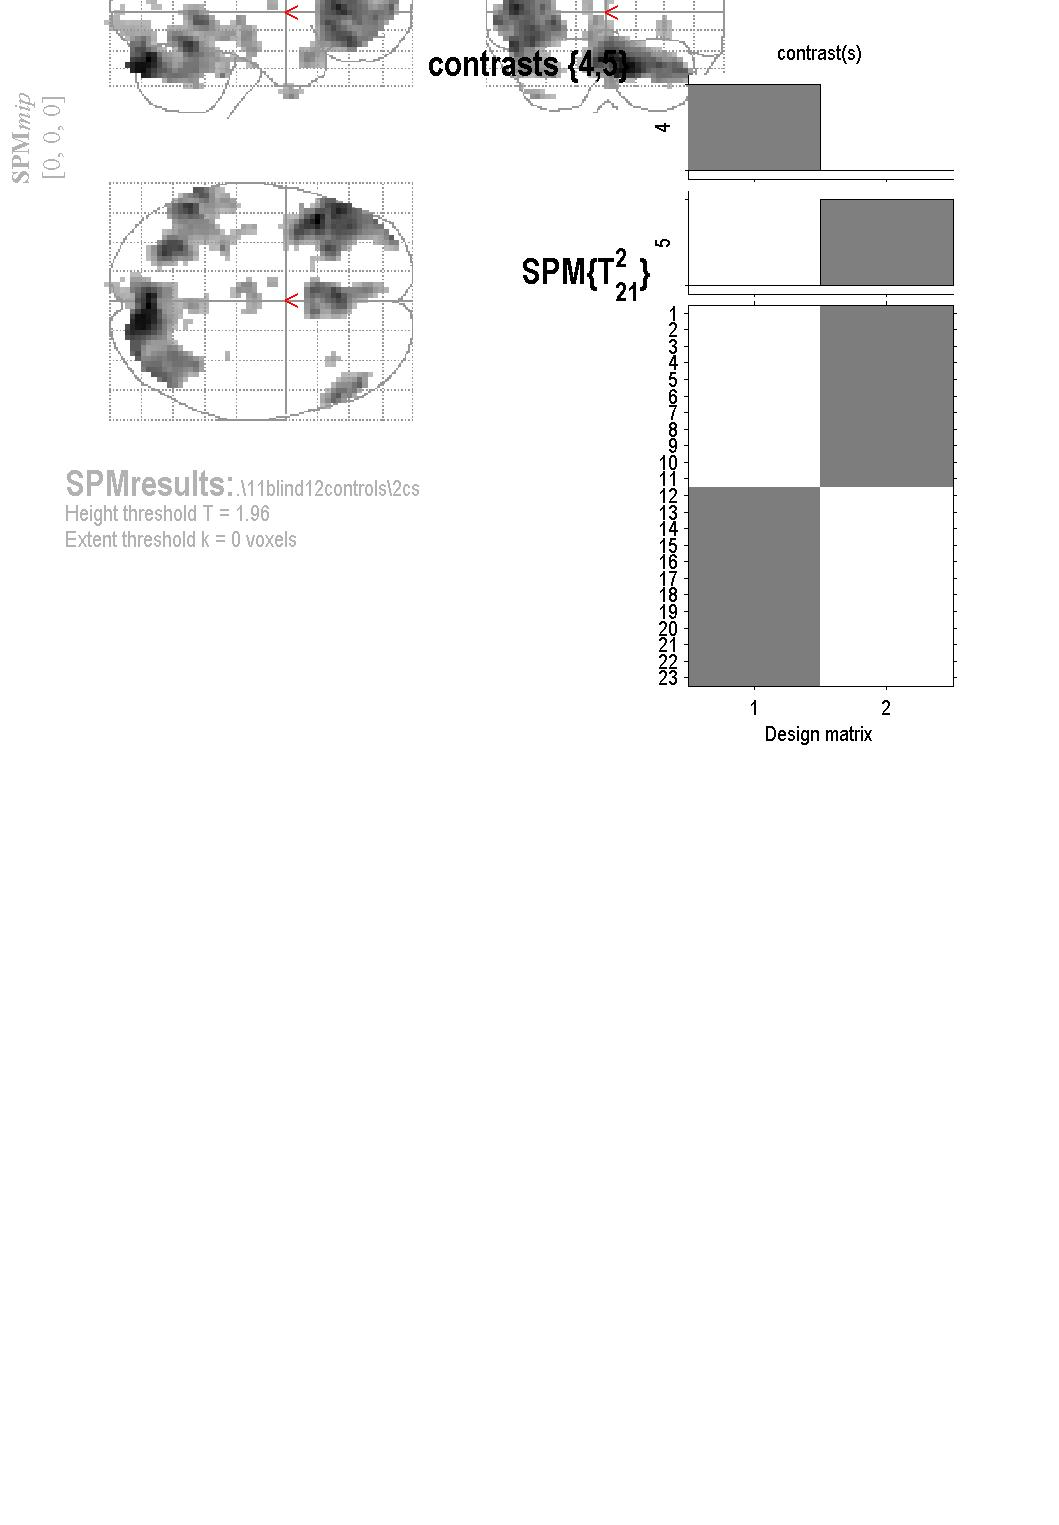 contrasts {4,5}
contrast(s)
4
5
SPMmip
[0, 0, 0]
SPM{T²₂₁}
SPMresults: .\11blind12controls\2cs
Height threshold T = 1.96
Extent threshold k = 0 voxels
1
2
3
4
5
6
7
8
9
10
11
12
13
14
15
16
17
18
19
20
21
22
23
1 2
Design matrix